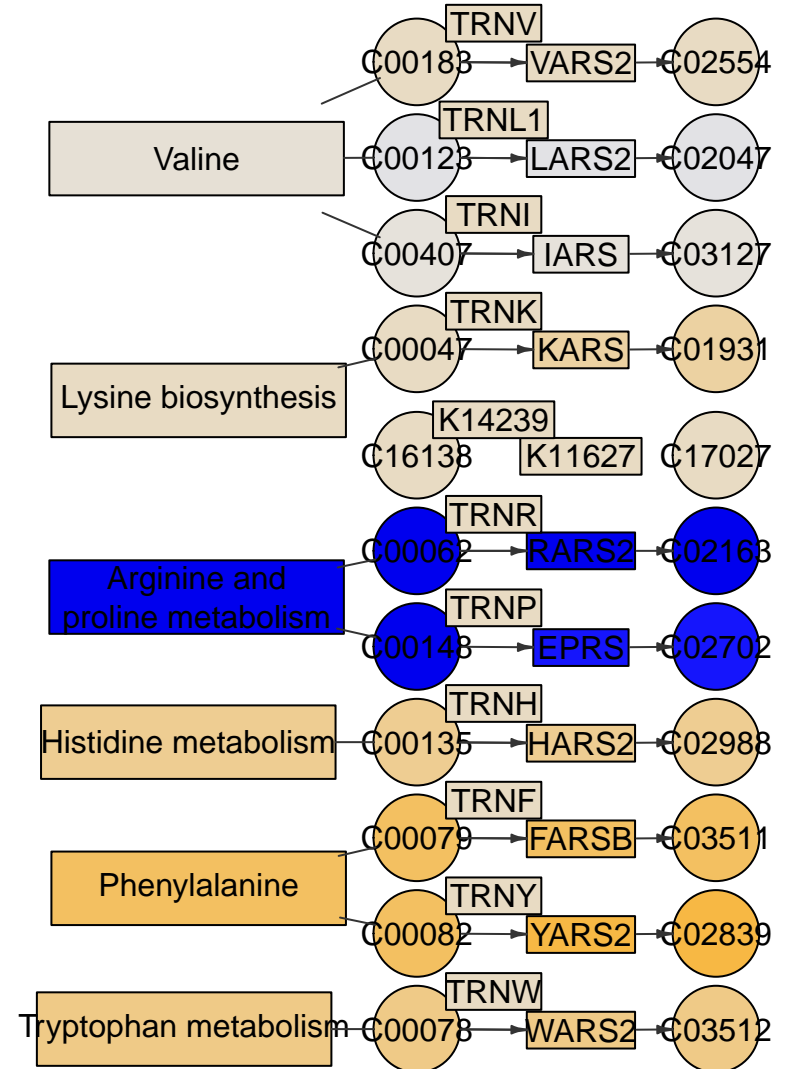 TRNV
C00183
VARS2
C02554
TRNL1
Valine
C00123
LARS2
C02047
TRNI
C00407
IARS
C03127
TRNK
C00047
KARS
C01931
Lysine biosynthesis
K14239
C16138
K11627
C17027
TRNR
C00062
RARS2
C02163
Arginine and
proline metabolism
TRNP
C00148
EPRS
C02702
TRNH
Histidine metabolism
C00135
HARS2
C02988
TRNF
C00079
FARSB
C03511
Phenylalanine
TRNY
C00082
YARS2
C02839
TRNW
Tryptophan metabolism
C00078
WARS2
C03512